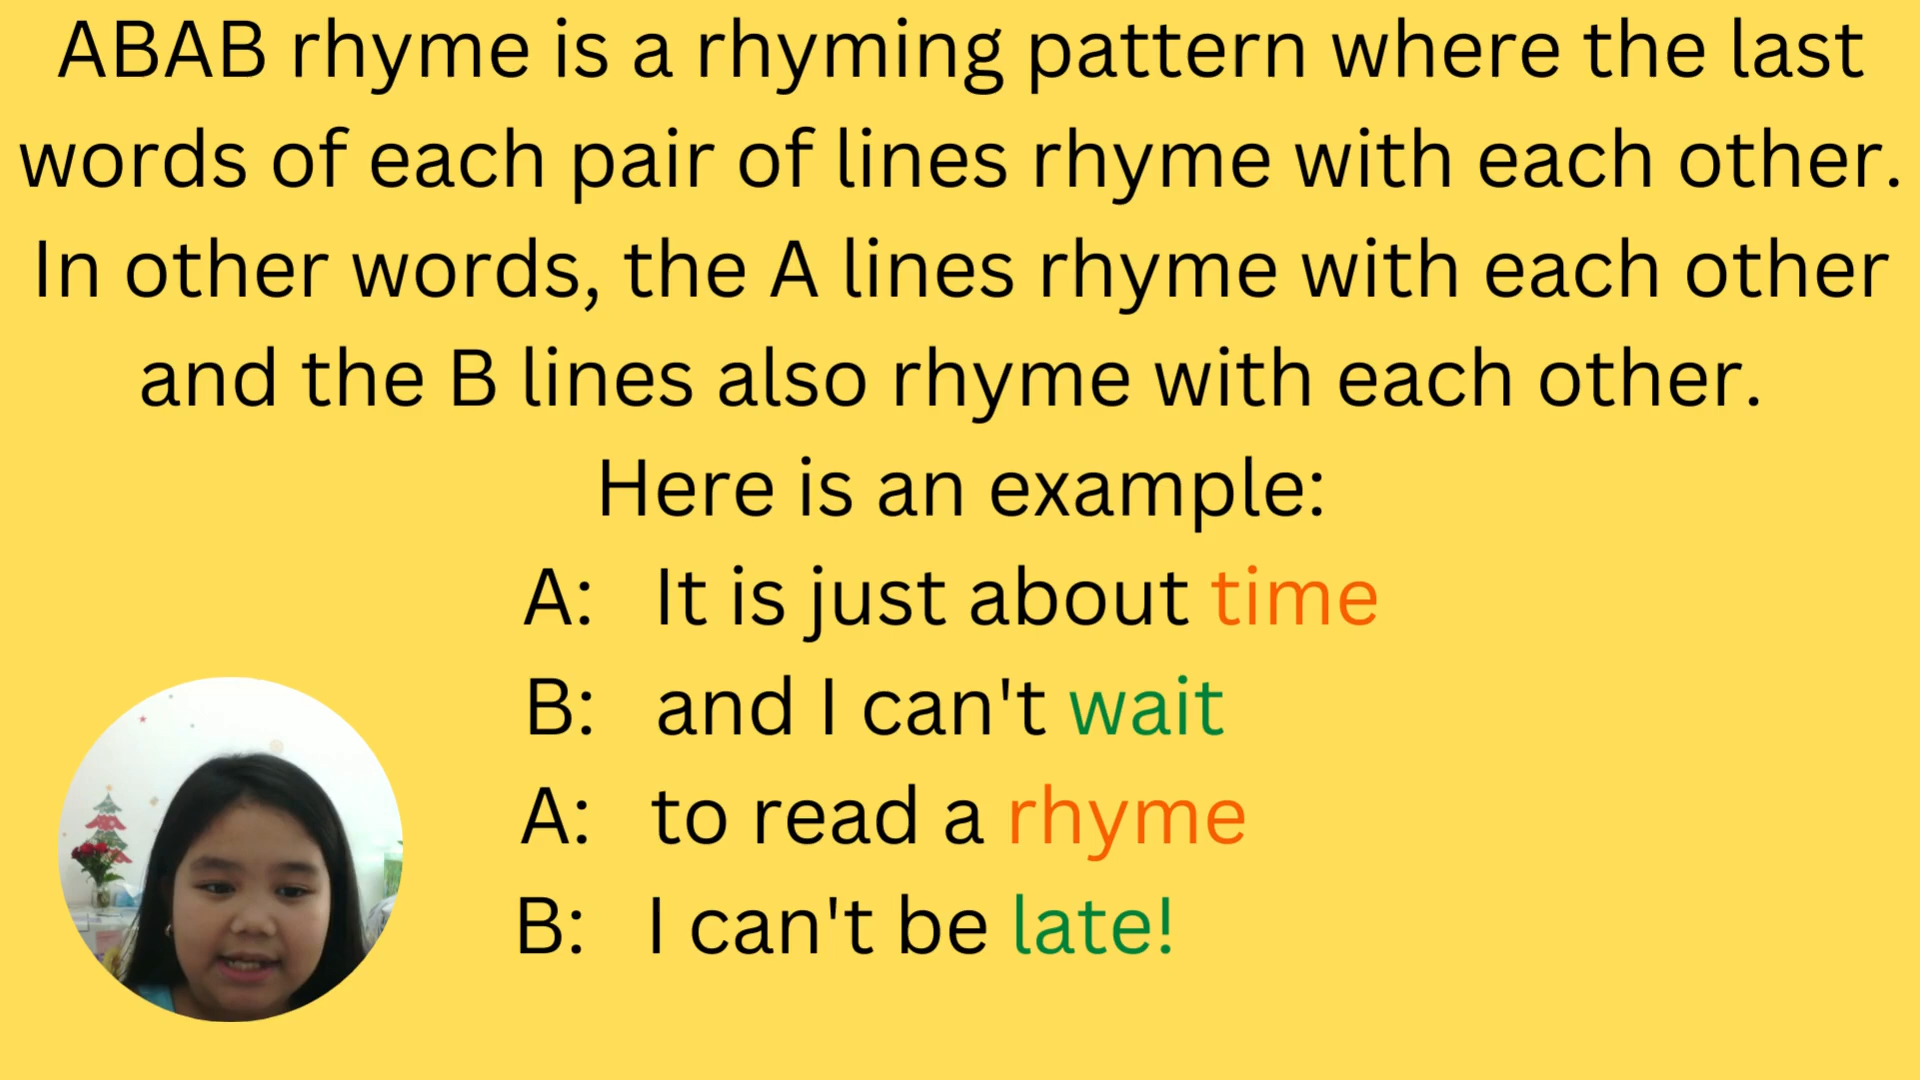 ABAB rhyme is a rhyming pattern where the last
words of each pair of lines rhyme with each other.
In other words, the A lines rhyme with each other
and the B lines also rhyme with each other.
Here is an example:
A: It is just about time
B: and I can't wait
A: to read a rhyme
B: I can't be late!